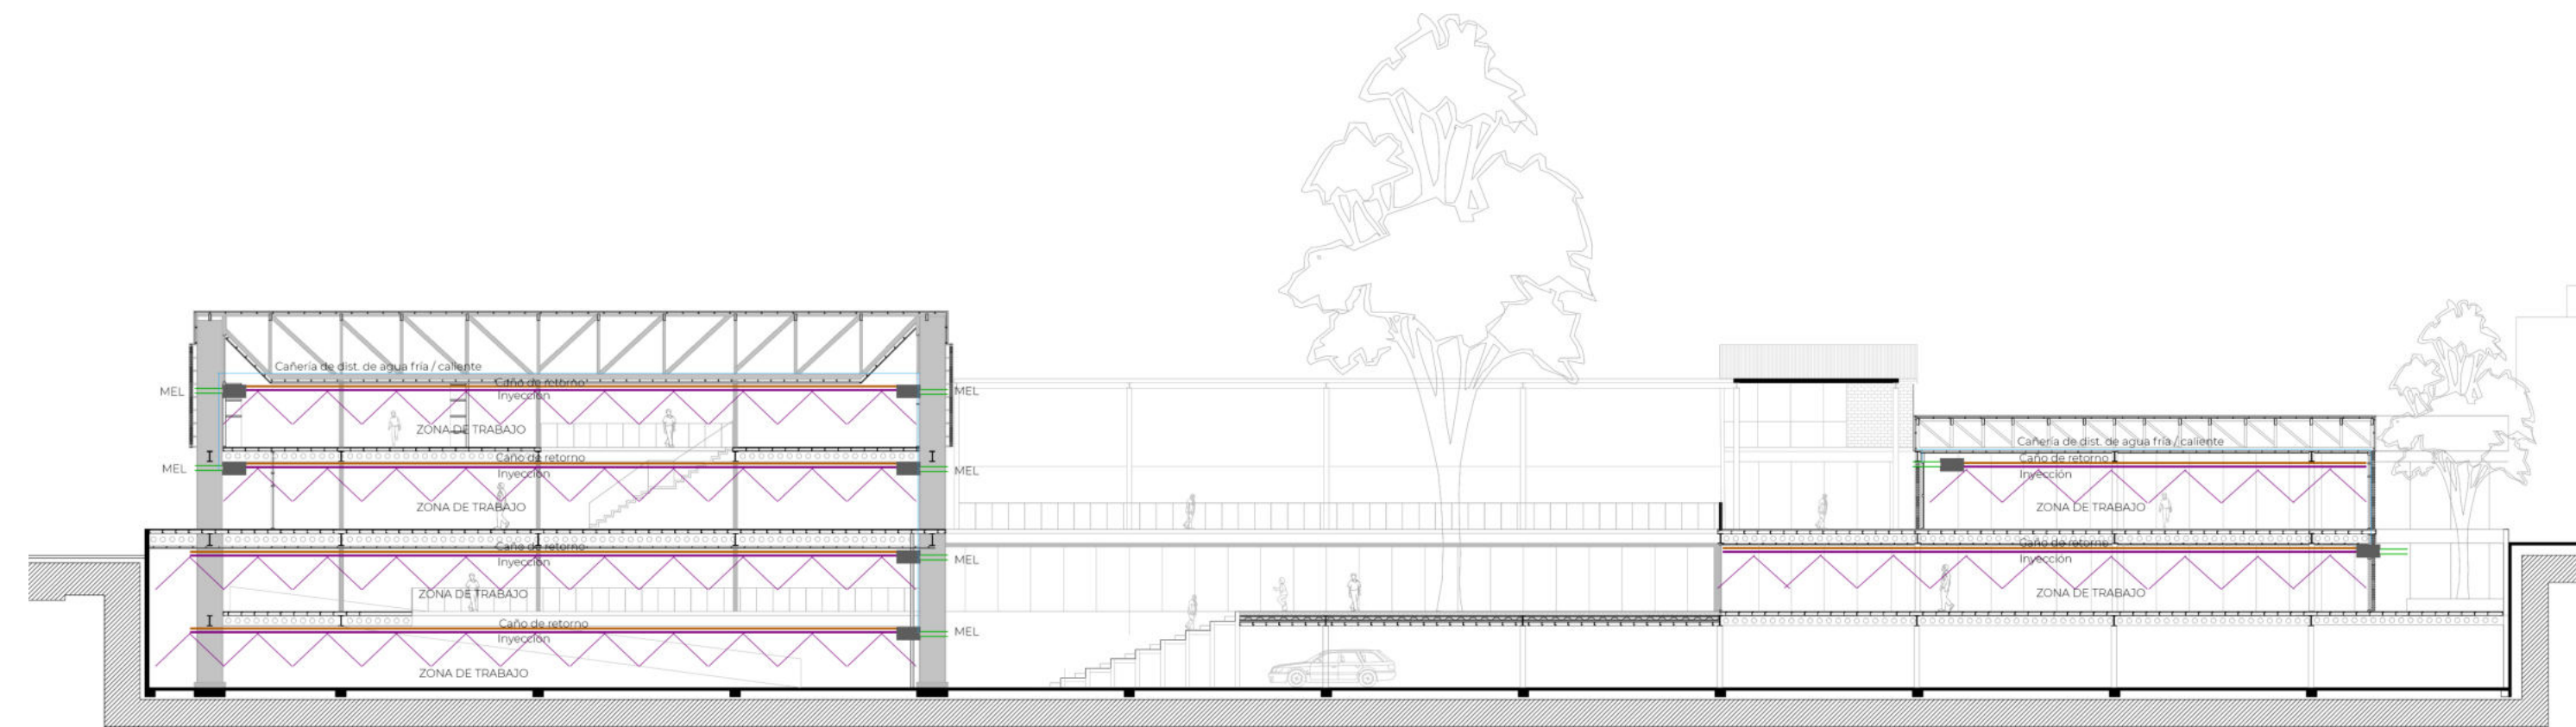 Cañería de dist. de agua fría / caliente
MEL
Caño de retorno
MEL
Inyección
ZONA DE TRABAJO
MEL
Caño de retorno
MEL
Inyección
ZONA DE TRABAJO
Caño de retorno
MEL
Inyección
ZONA DE TRABAJO
Caño de retorno
MEL
Inyección
ZONA DE TRABAJO
Cañería de dist. de agua fría / caliente
Caño de retorno
Inyección
ZONA DE TRABAJO
Caño de retorno
Inyección
ZONA DE TRABAJO